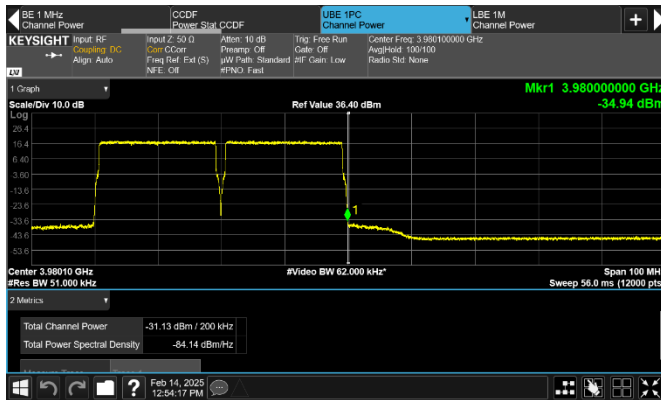 BE 1 MHz
Channel Power
CCDF
Power Stat CCDF
UBE 1PC
Channel Power
LBE 1M
Channel Power
KEYSIGHT
Input: RF
Coupling: DC
Align: Auto
Input Z: 50 Ω
Corr CCorr
Freq Ref: Ext (S)
NFE: Off
Atten: 10 dB
Preamp: Off
µW Path: Standard
#PNO: Fast
Trig: Free Run
Gate: Off
#IF Gain: Low
Center Freq: 3.980100000 GHz
Avg|Hold: 100/100
Radio Std: None
LXI
1 Graph
Mkr1 3.980000000 GHz
Scale/Div 10.0 dB
Ref Value 36.40 dBm
-34.94 dBm
Log
26.4
16.4
6.40
-3.60
-13.6
-23.6
-33.6
-43.6
-53.6
1
Center 3.98010 GHz
#Video BW 62.000 kHz*
Span 100 MH
#Res BW 51.000 kHz
Sweep 56.0 ms (12000 pts
2 Metrics
Total Channel Power
-31.13 dBm / 200 kHz
Total Power Spectral Density
-84.14 dBm/Hz
?
Feb 14, 2025
12:54:17 PM